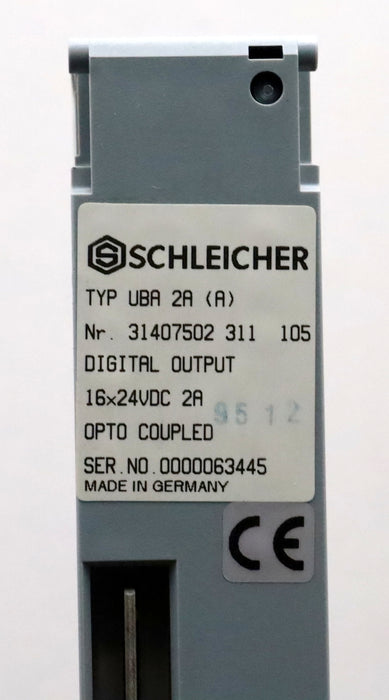 SCHLEICHER
TYP UBA 2A (A)
Nr. 31407502 311 105
DIGITAL OUTPUT
16x24VDC 2A
9512
OPTO COUPLED
SER.NO.0000063445
MADE IN GERMANY
CE